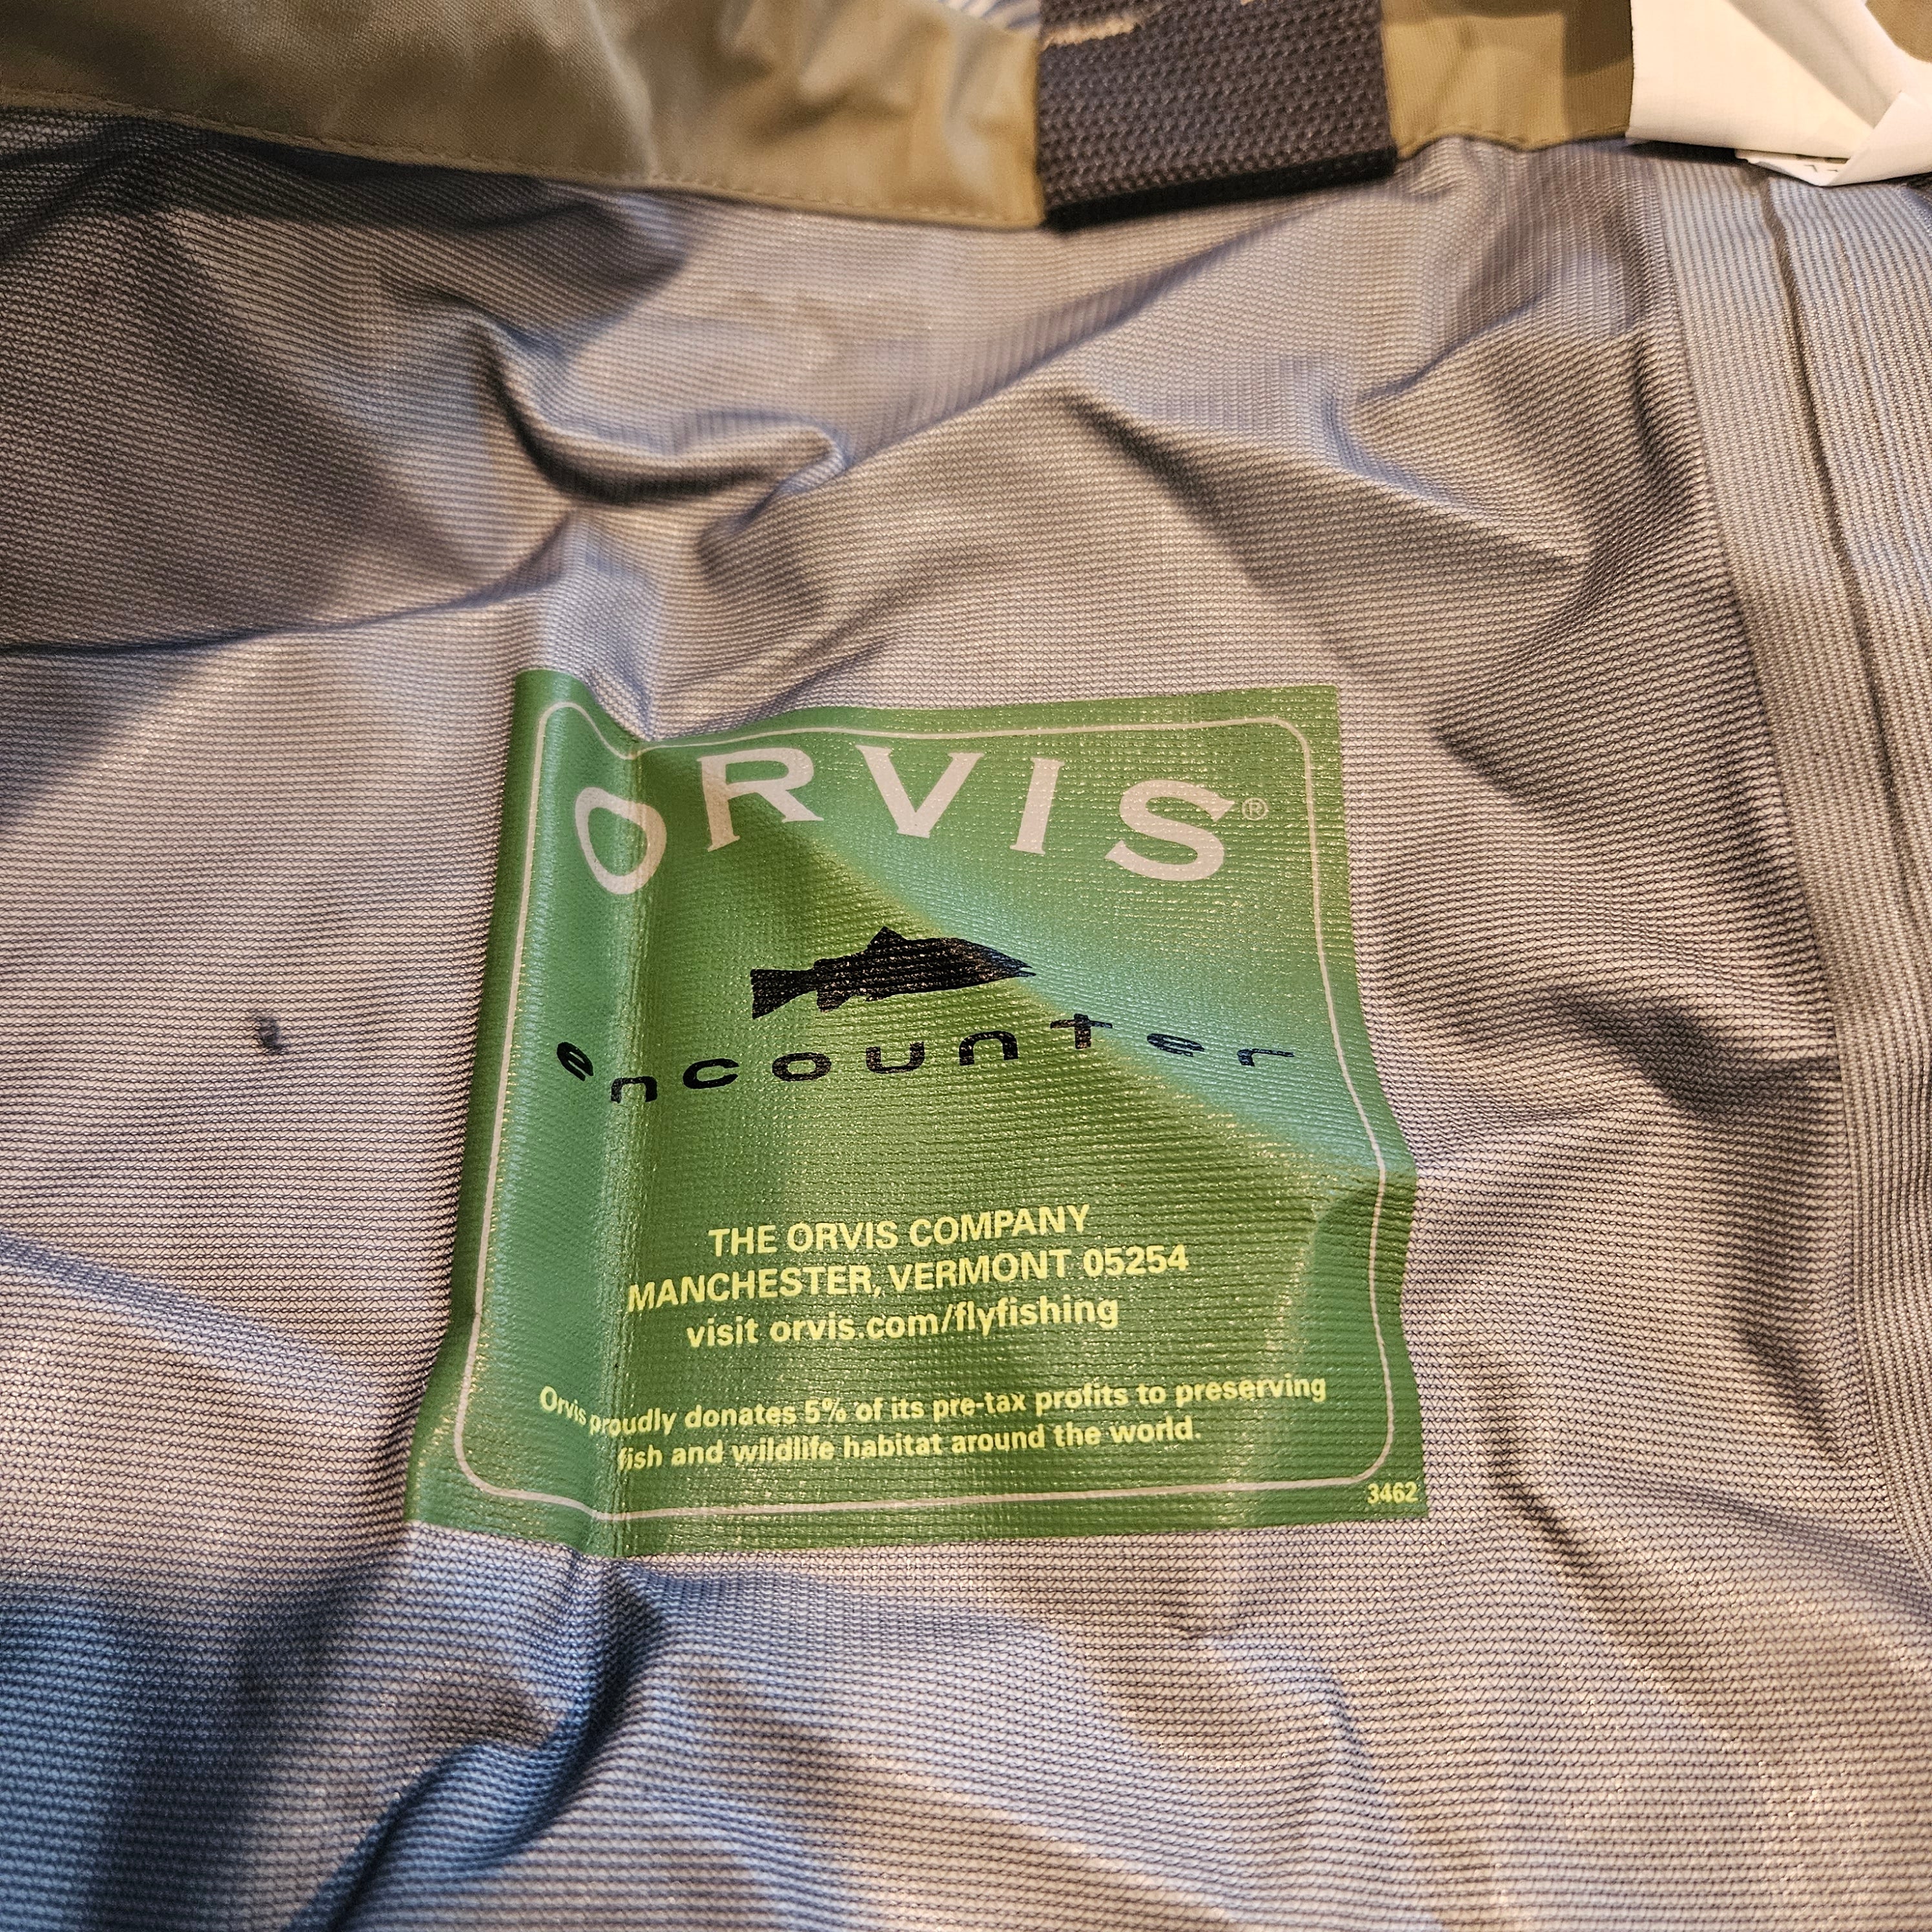 ORVIS®
encounter
THE ORVIS COMPANY
MANCHESTER, VERMONT 05254
visit orvis.com/flyfishing
Orvis proudly donates 5% of its pre-tax profits to preserving
fish and wildlife habitat around the world.
3462